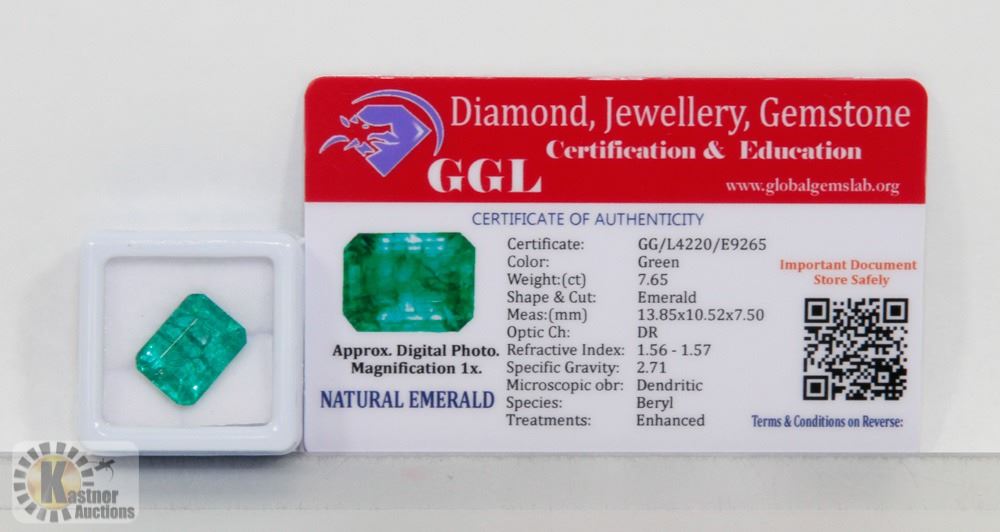 Diamond, Jewellery, Gemstone
Certification & Education
GGL
www.globalgemslab.org
CERTIFICATE OF AUTHENTICITY
Certificate: GG/L4220/E9265
Color: Green
Weight:(ct) 7.65
Shape & Cut: Emerald
Meas:(mm) 13.85x10.52x7.50
Optic Ch: DR
Refractive Index: 1.56 - 1.57
Specific Gravity: 2.71
Microscopic obr: Dendritic
Species: Beryl
Treatments: Enhanced
Approx. Digital Photo.
Magnification 1x.
NATURAL EMERALD
Important Document
Store Safely
Terms & Conditions on Reverse:
Kastner
Auctions